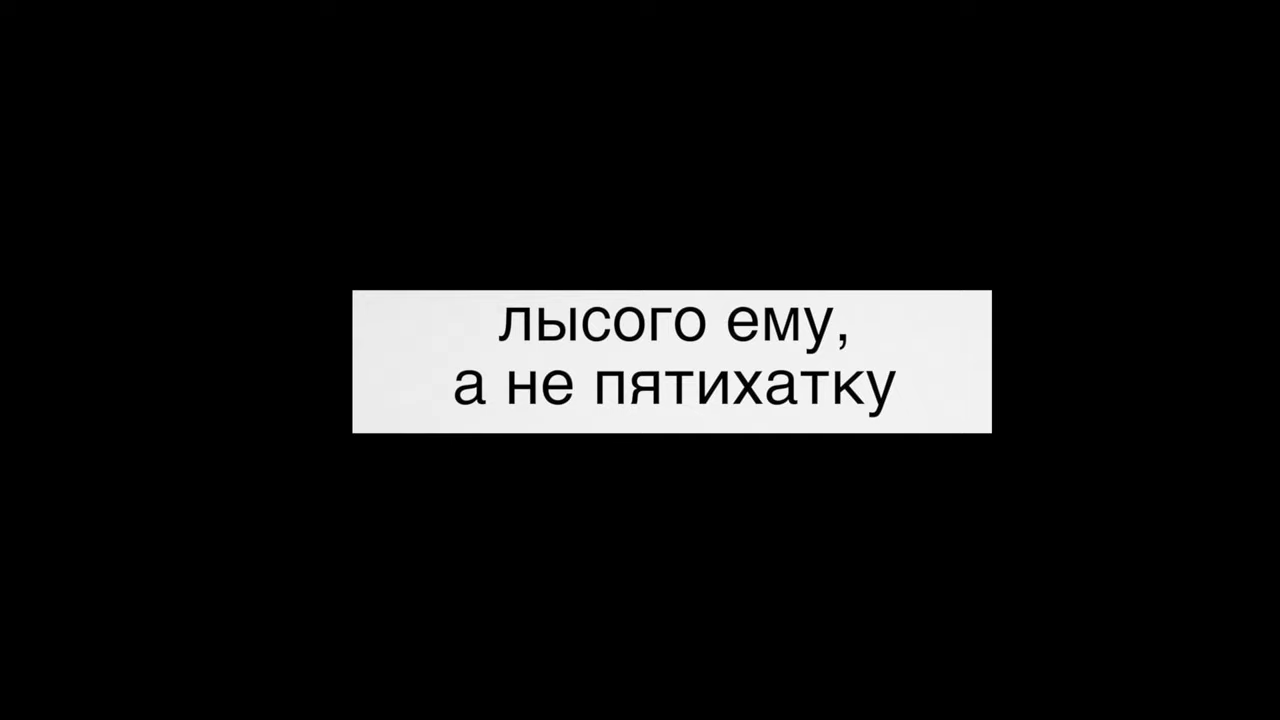 лысого ему,
а не пятихатку